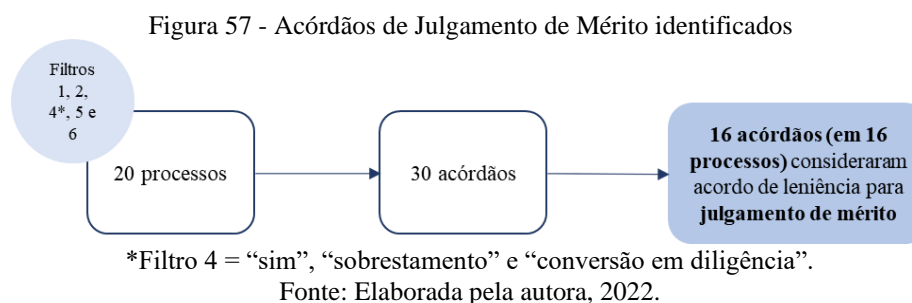 Figura 57 - Acórdãos de Julgamento de Mérito identificados
Filtros
1, 2,
4*, 5 e
6
20 processos
30 acórdãos
16 acórdãos (em 16
processos) consideraram
acordo de leniência para
julgamento de mérito
*Filtro 4 = “sim”, “sobrestamento” e “conversão em diligência”.
Fonte: Elaborada pela autora, 2022.